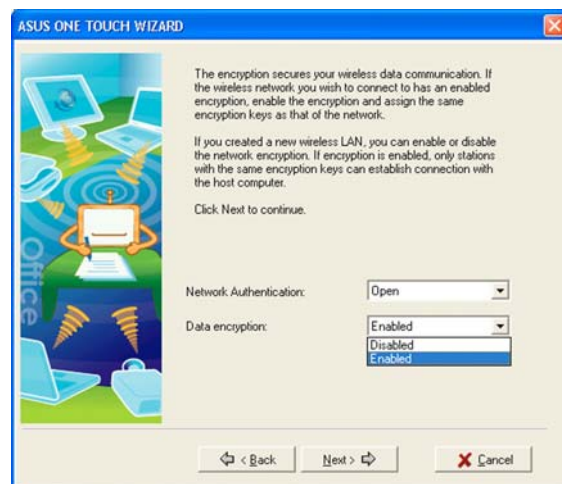 ASUS ONE TOUCH WIZARD
The encryption secures your wireless data communication. If
the wireless network you wish to connect to has an enabled
encryption, enable the encryption and assign the same
encryption keys as that of the network.
If you created a new wireless LAN, you can enable or disable
the network encryption. If encryption is enabled, only stations
with the same encryption keys can establish connection with
the host computer.
Click Next to continue.
Office
Network Authentication: Open
Data encryption: Enabled
Disabled
Enabled
< Back Next > Cancel